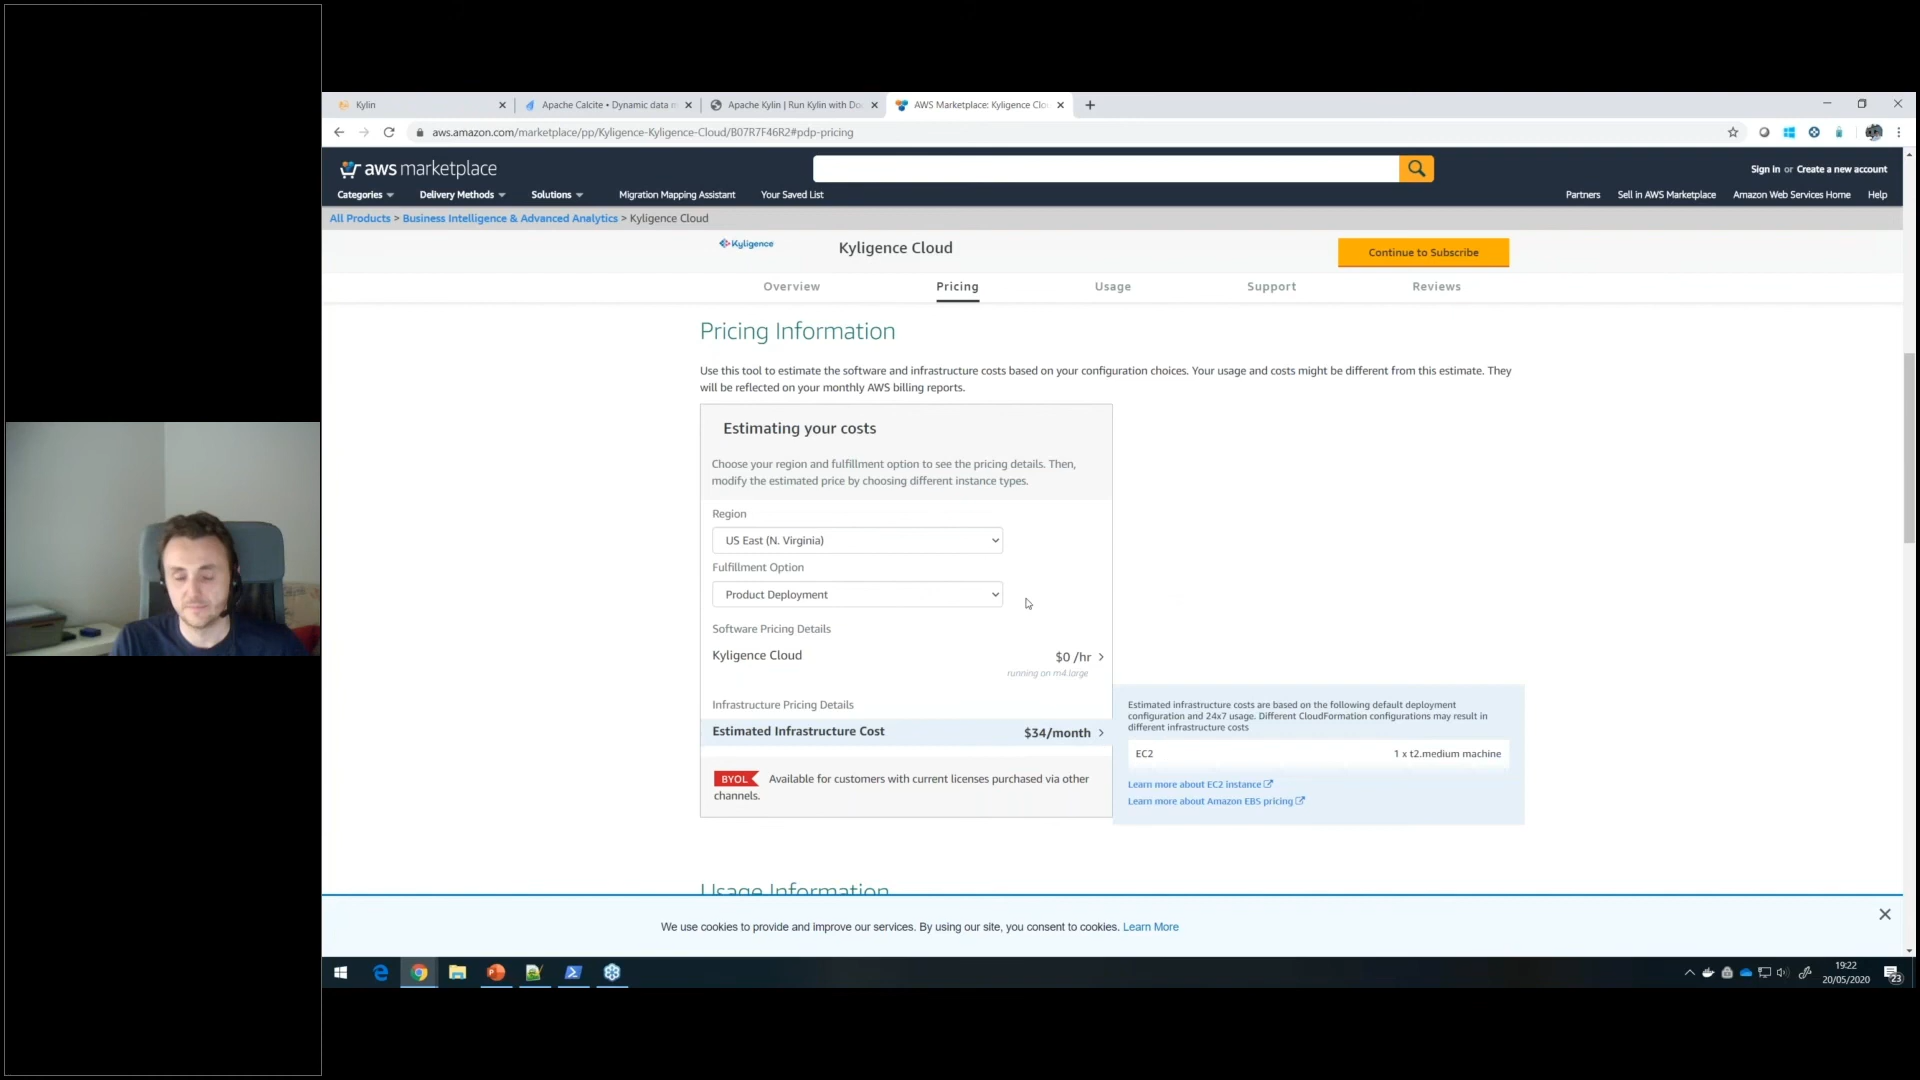 Kylin
Apache Calcite • Dynamic data m
Apache Kylin | Run Kylin with Do
AWS Marketplace: Kyligence Clo
aws.amazon.com/marketplace/pp/Kyligence-Kyligence-Cloud/B07R7F46R2#pdp-pricing
aws marketplace
Sign in or Create a new account
Categories
Delivery Methods
Solutions
Migration Mapping Assistant
Your Saved List
Partners
Sell in AWS Marketplace
Amazon Web Services Home
Help
All Products > Business Intelligence & Advanced Analytics > Kyligence Cloud
Kyligence
Kyligence Cloud
Continue to Subscribe
Overview
Pricing
Usage
Support
Reviews
Pricing Information
Use this tool to estimate the software and infrastructure costs based on your configuration choices. Your usage and costs might be different from this estimate. They
will be reflected on your monthly AWS billing reports.
Estimating your costs
Choose your region and fulfillment option to see the pricing details. Then,
modify the estimated price by choosing different instance types.
Region
US East (N. Virginia)
Fulfillment Option
Product Deployment
Software Pricing Details
Kyligence Cloud
$0 /hr >
running on m4.large
Infrastructure Pricing Details
Estimated Infrastructure Cost
$34/month >
BYOL Available for customers with current licenses purchased via other
channels.
Estimated infrastructure costs are based on the following default deployment
configuration and 24x7 usage. Different CloudFormation configurations may result in
different infrastructure costs
EC2
1 x t2.medium machine
Learn more about EC2 instance
Learn more about Amazon EBS pricing
Usage Information
We use cookies to provide and improve our services. By using our site, you consent to cookies. Learn More
19:22
20/05/2020
23